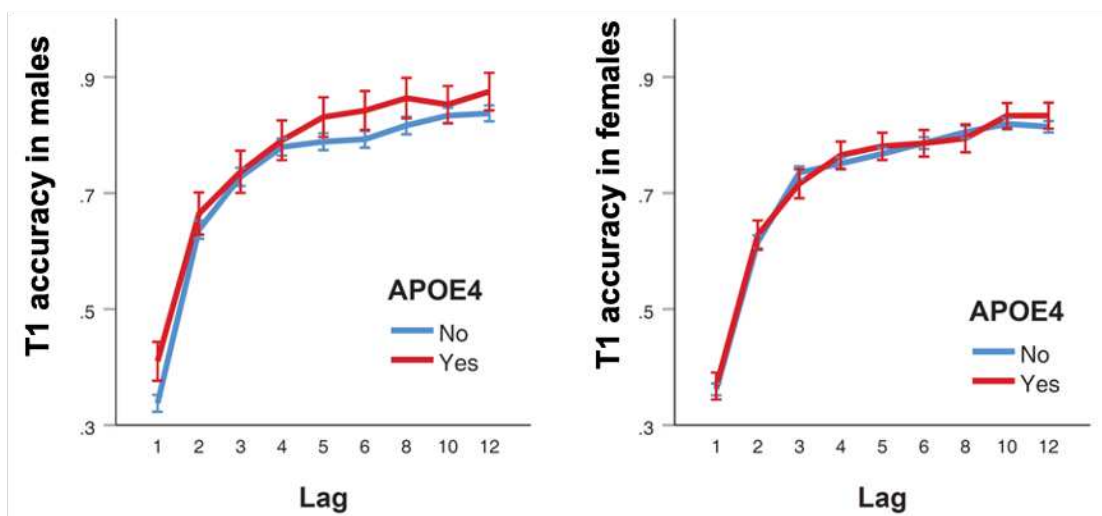 T1 accuracy in males
.9
.7
.5
.3
APOE4
No
Yes
1 2 3 4 5 6 8 10 12
Lag
T1 accuracy in females
.9
.7
.5
.3
APOE4
No
Yes
1 2 3 4 5 6 8 10 12
Lag